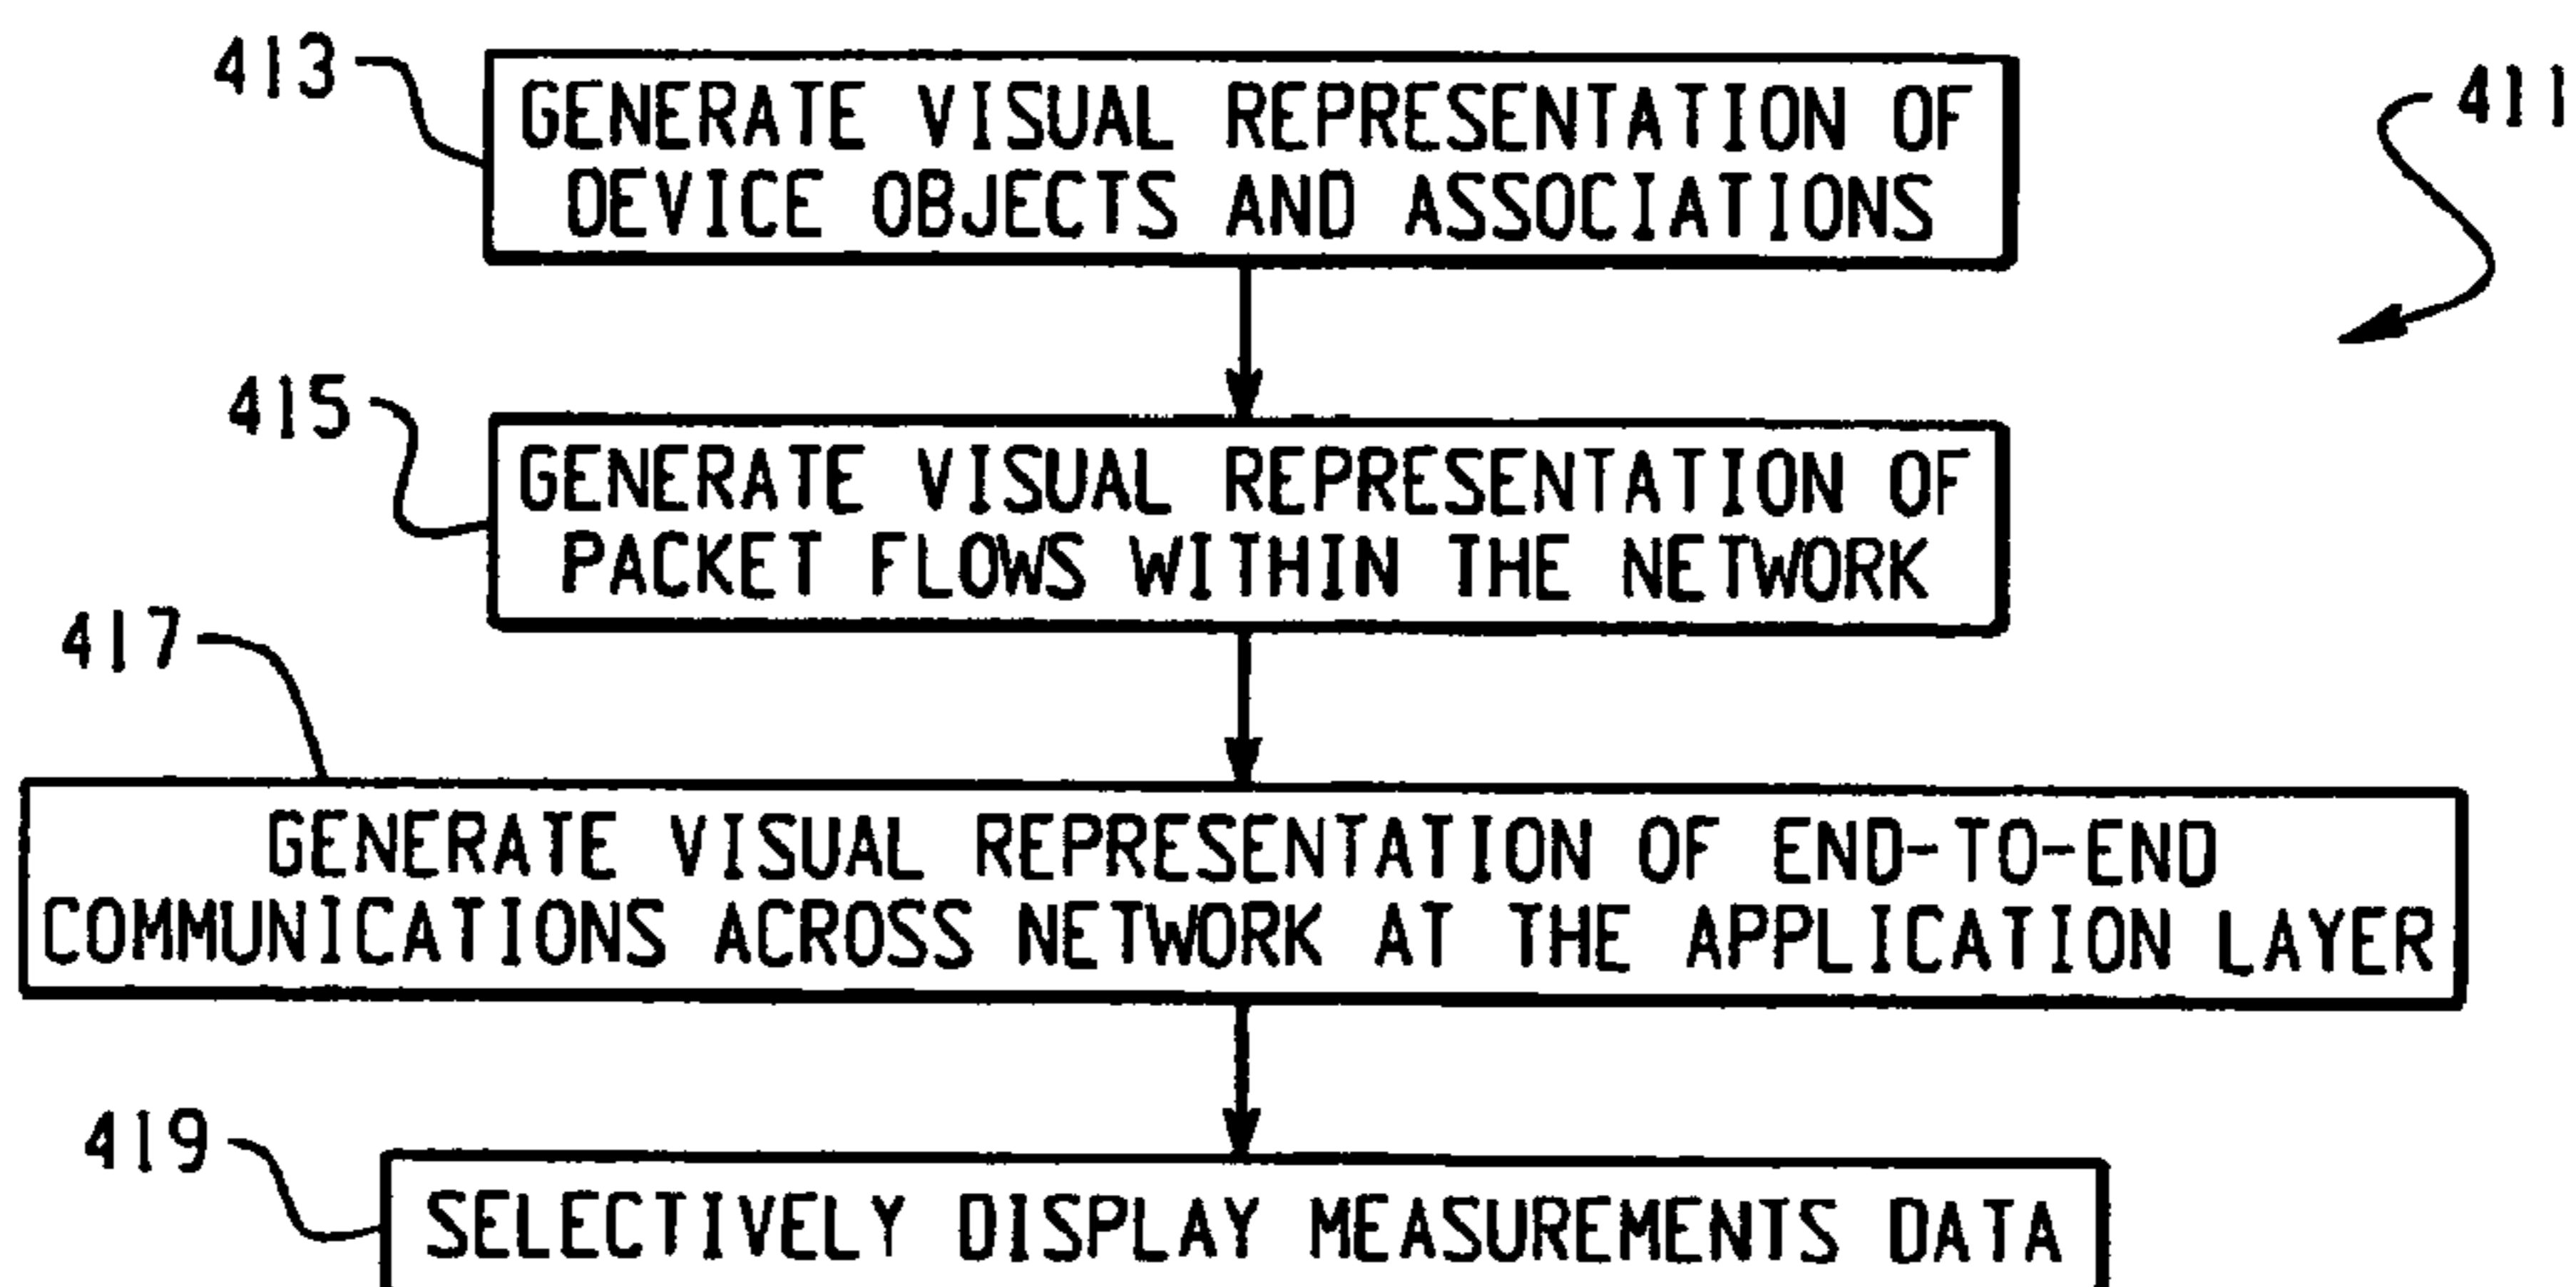 413
GENERATE VISUAL REPRESENTATION OF
DEVICE OBJECTS AND ASSOCIATIONS
411
415
GENERATE VISUAL REPRESENTATION OF
PACKET FLOWS WITHIN THE NETWORK
417
GENERATE VISUAL REPRESENTATION OF END-TO-END
COMMUNICATIONS ACROSS NETWORK AT THE APPLICATION LAYER
419
SELECTIVELY DISPLAY MEASUREMENTS DATA